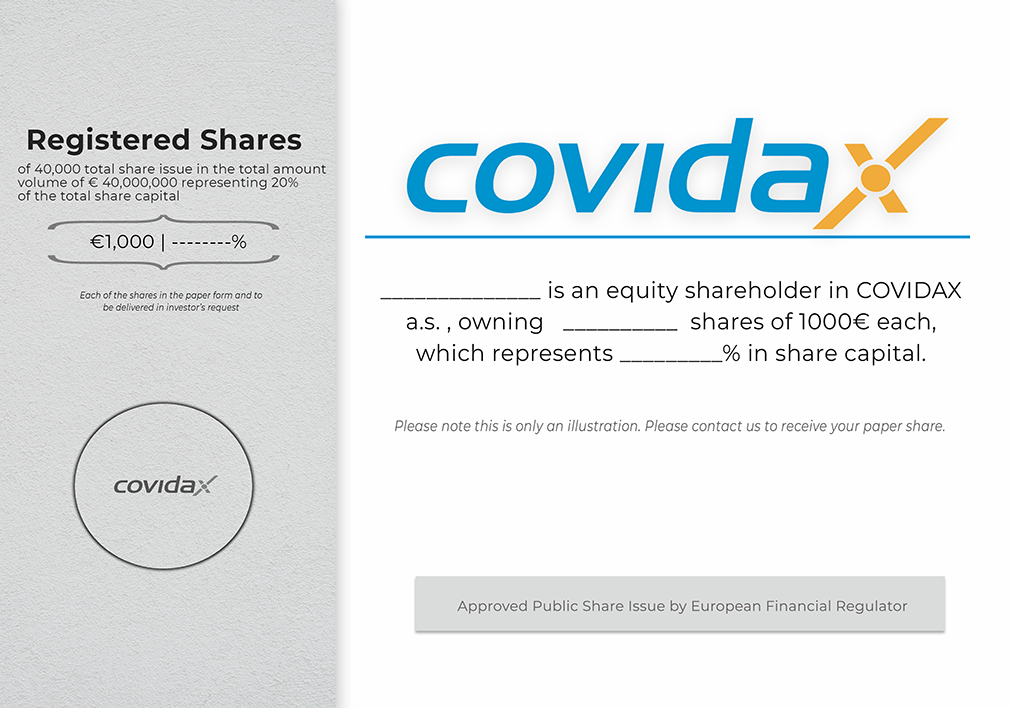 Registered Shares
of 40,000 total share issue in the total amount
volume of € 40,000,000 representing 20%
of the total share capital
€1,000 | --------%
Each of the shares in the paper form and to
be delivered in investor's request
covidax
covidax
______________ is an equity shareholder in COVIDAX
a.s. , owning __________ shares of 1000€ each,
which represents _________% in share capital.
Please note this is only an illustration. Please contact us to receive your paper share.
Approved Public Share Issue by European Financial Regulator